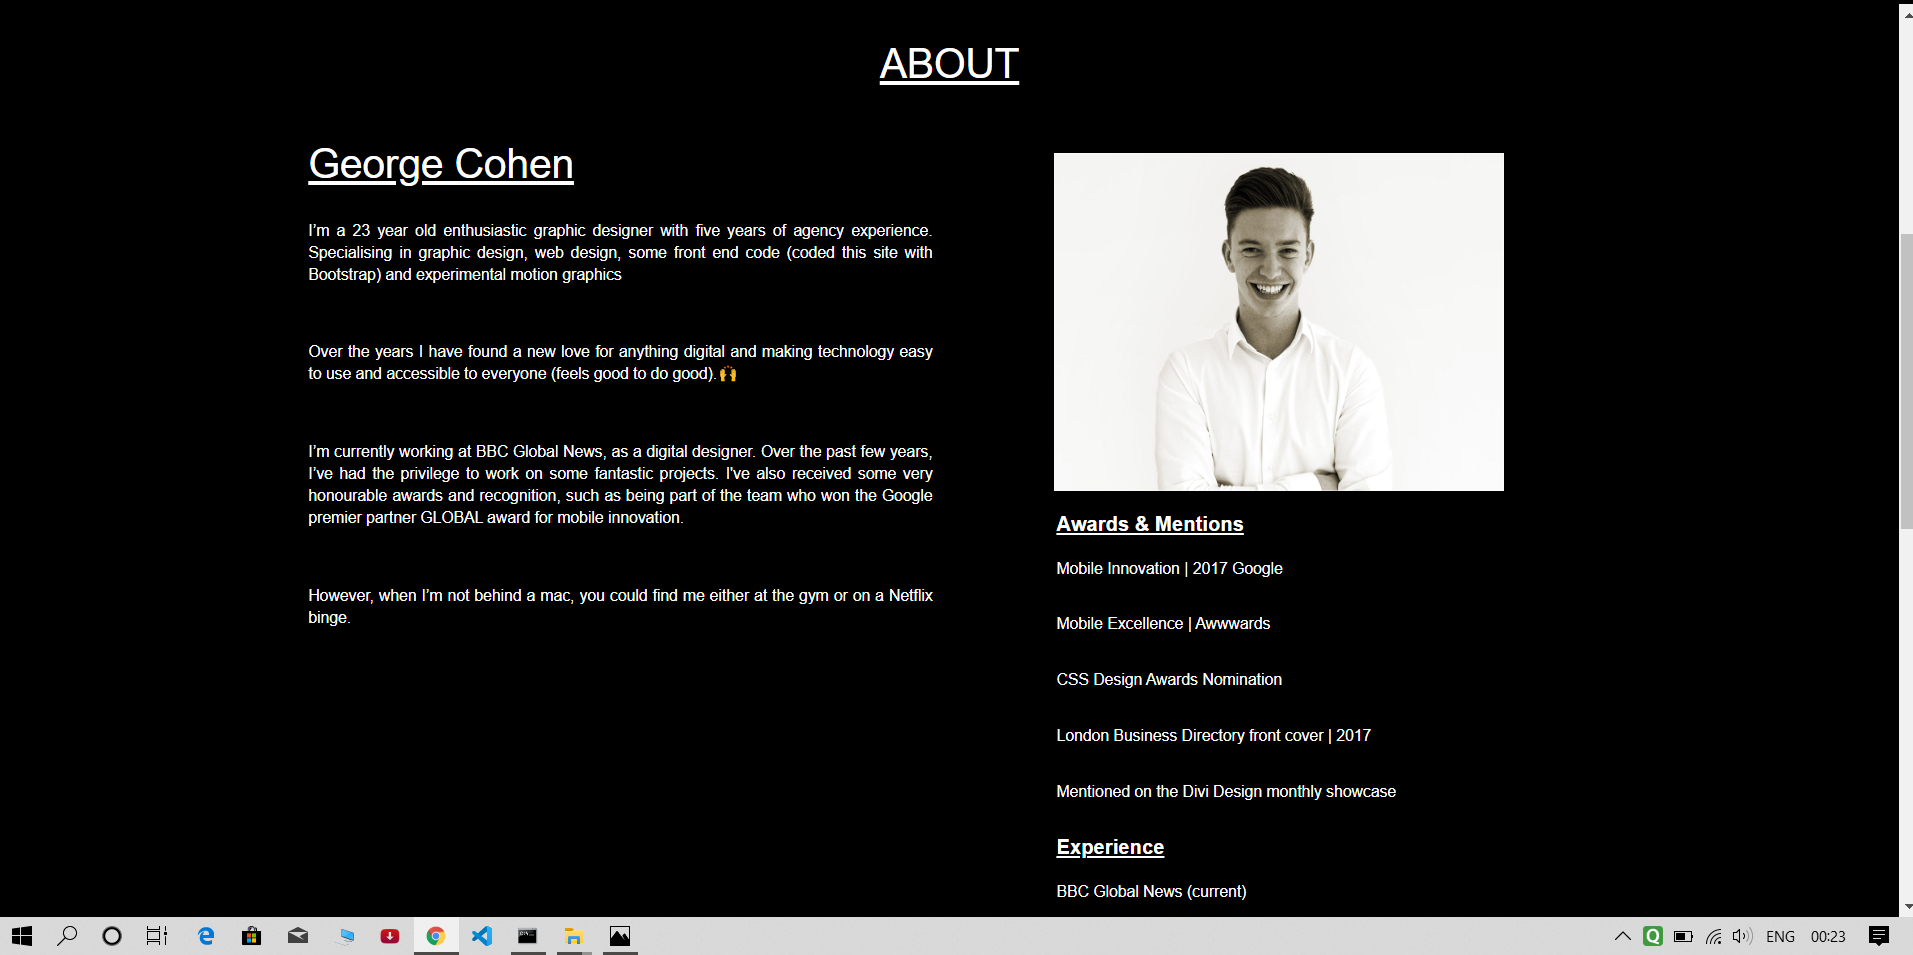 ABOUT
George Cohen
I’m a 23 year old enthusiastic graphic designer with five years of agency experience.
Specialising in graphic design, web design, some front end code (coded this site with
Bootstrap) and experimental motion graphics
Over the years I have found a new love for anything digital and making technology easy
to use and accessible to everyone (feels good to do good). 🙌
I’m currently working at BBC Global News, as a digital designer. Over the past few years,
I’ve had the privilege to work on some fantastic projects. I've also received some very
honourable awards and recognition, such as being part of the team who won the Google
premier partner GLOBAL award for mobile innovation.
However, when I’m not behind a mac, you could find me either at the gym or on a Netflix
binge.
Awards & Mentions
Mobile Innovation | 2017 Google
Mobile Excellence | Awwwards
CSS Design Awards Nomination
London Business Directory front cover | 2017
Mentioned on the Divi Design monthly showcase
Experience
BBC Global News (current)
ENG
00:23